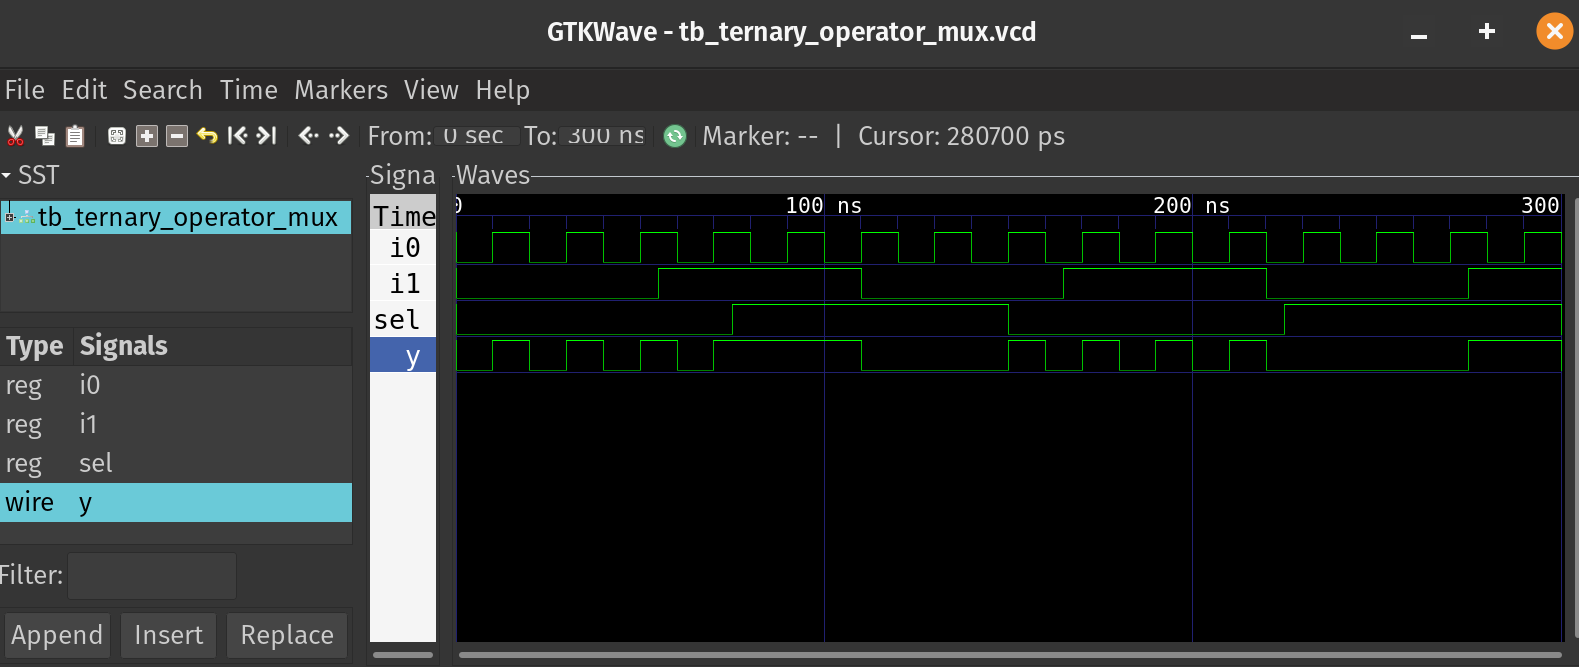 GTKWave - tb_ternary_operator_mux.vcd
File Edit Search Time Markers View Help
From: 0 sec To: 300 ns Marker: -- | Cursor: 280700 ps
SST
Signa
Waves
tb_ternary_operator_mux
Time
0 100 ns 200 ns 300
i0
i1
sel
y
Type Signals
reg i0
reg i1
reg sel
wire y
Filter:
Append Insert Replace